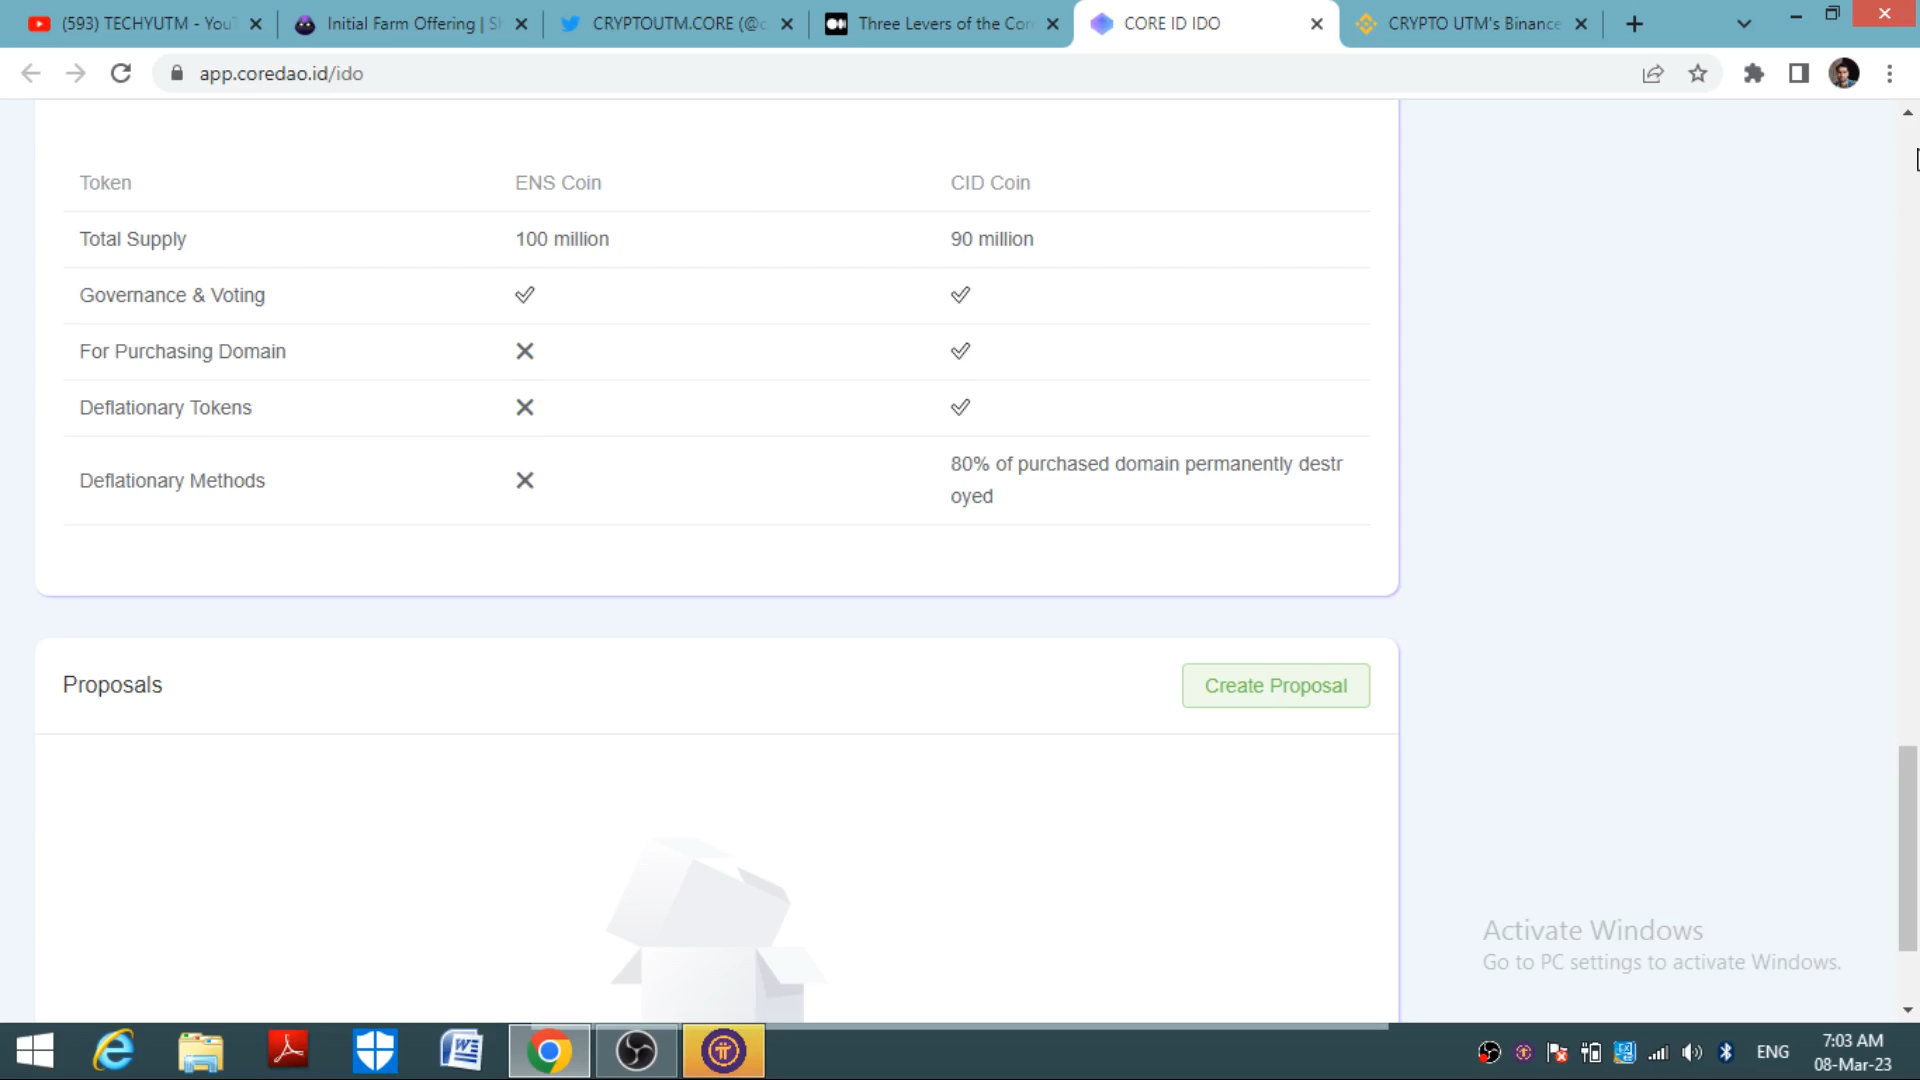 (593) TECHYUTM - YouT
Initial Farm Offering | S
CRYPTOUTM.CORE (@c
Three Levers of the Cor
CORE ID IDO
CRYPTO UTM's Binance
app.coredao.id/ido
Token ENS Coin CID Coin
Total Supply 100 million 90 million
Governance & Voting
For Purchasing Domain
Deflationary Tokens
Deflationary Methods 80% of purchased domain permanently destr
oyed
Proposals
Create Proposal
Activate Windows
Go to PC settings to activate Windows.
ENG
7:03 AM
08-Mar-23